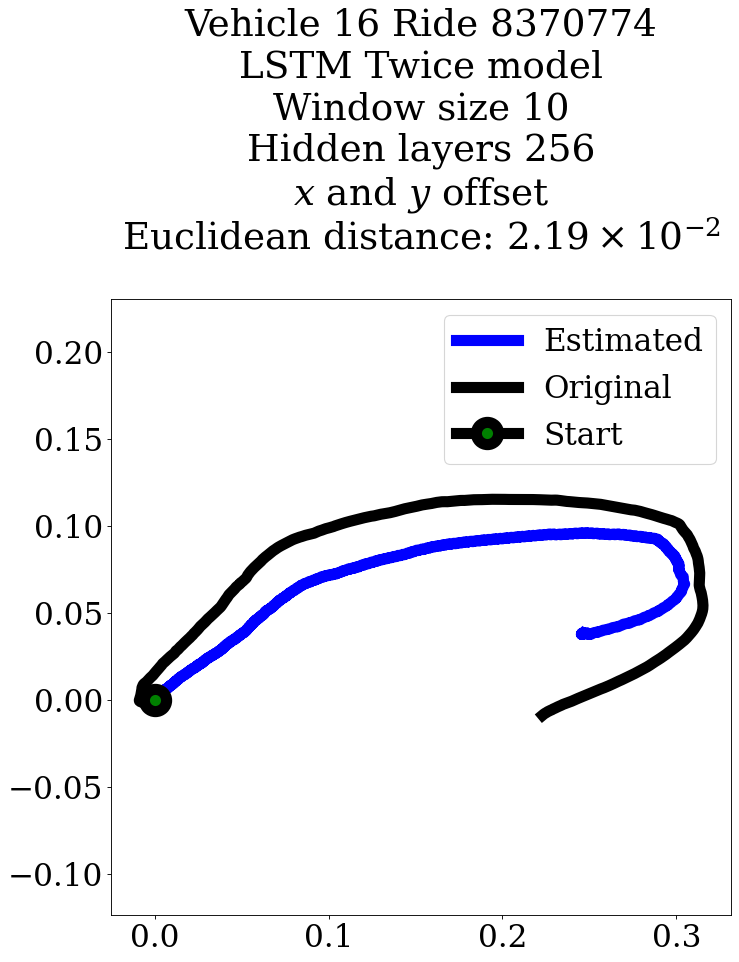 Vehicle 16 Ride 8370774
LSTM Twice model
Window size 10
Hidden layers 256
x and y offset
Euclidean distance: 2.19 × 10⁻²
Estimated
Original
Start
0.20
0.15
0.10
0.05
0.00
−0.05
−0.10
0.0 0.1 0.2 0.3